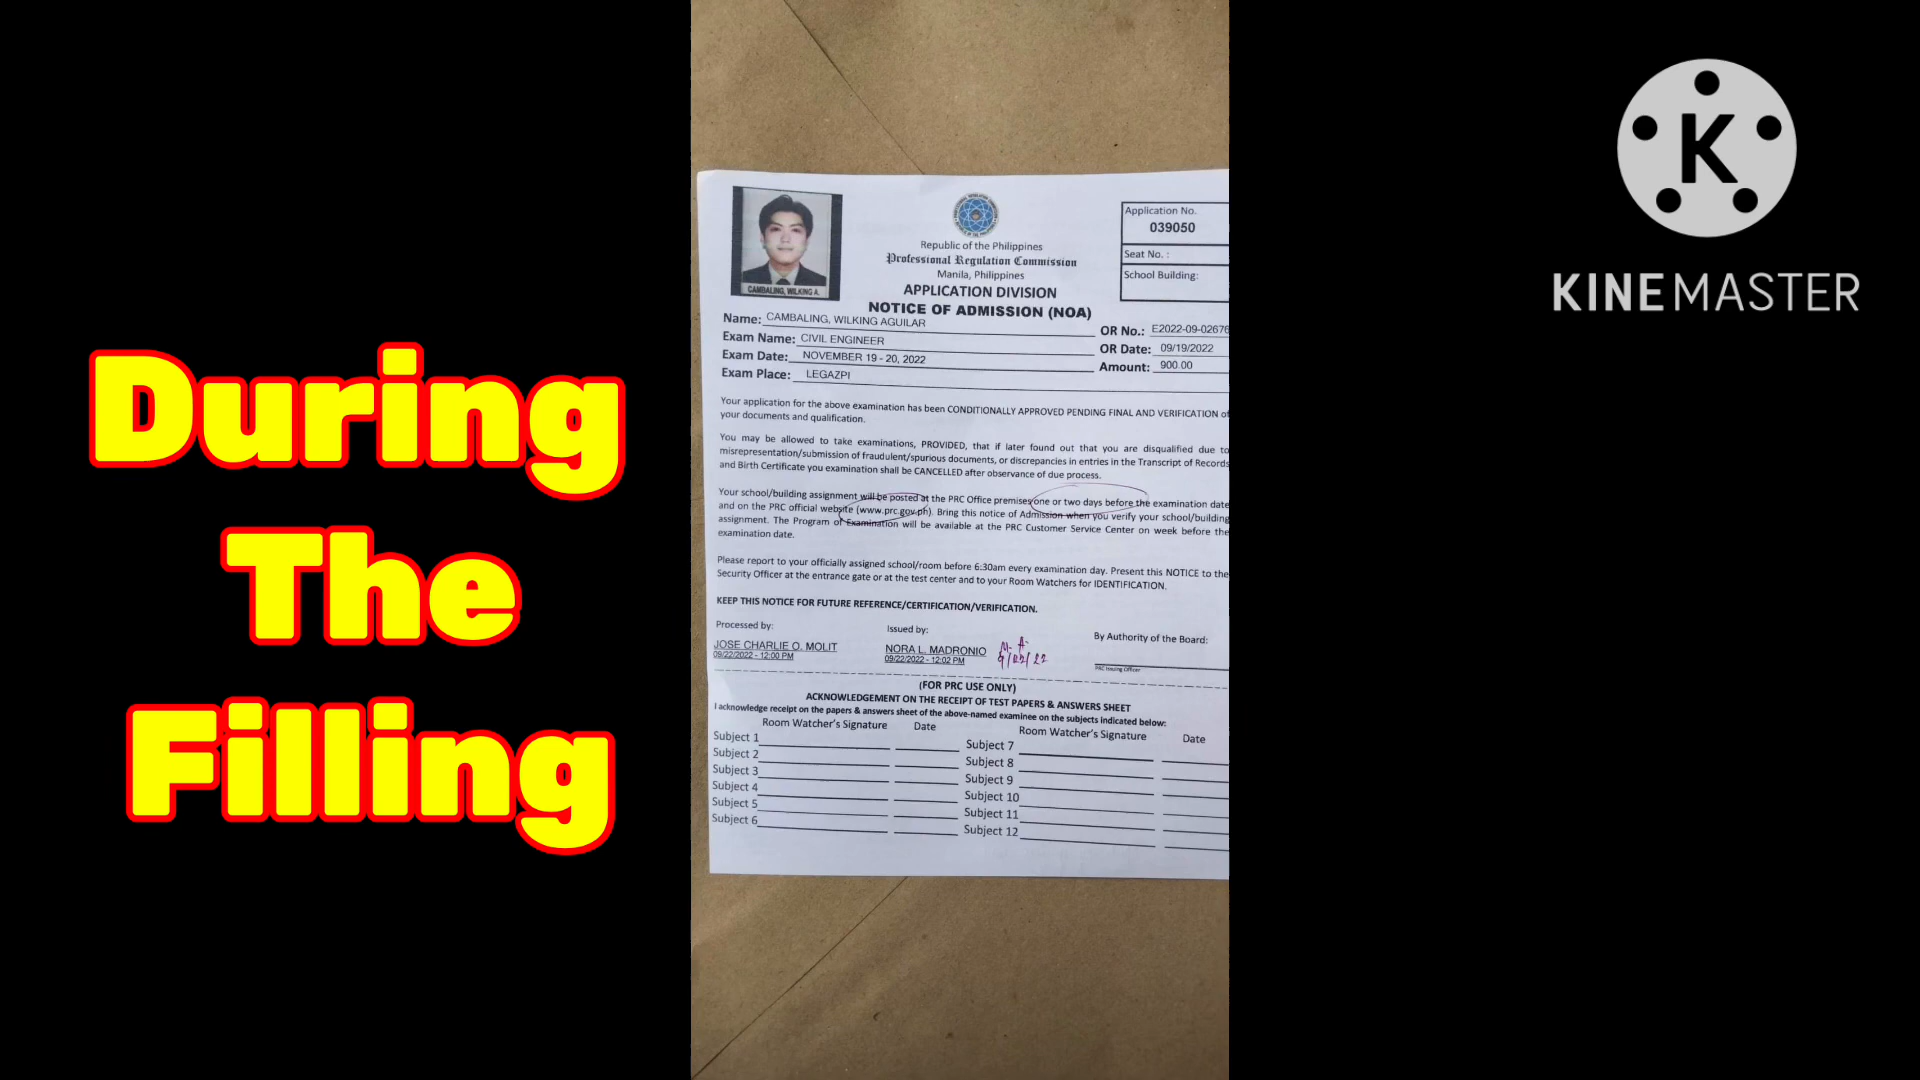 During
The
Filling
KINEMASTER
CAMBALING, WILKING A.
Republic of the Philippines
Professional Regulation Commission
Manila, Philippines
APPLICATION DIVISION
NOTICE OF ADMISSION (NOA)
Application No.
039050
Seat No. :
School Building:
Name: CAMBALING, WILKING AGUILAR
Exam Name: CIVIL ENGINEER
Exam Date: NOVEMBER 19 - 20, 2022
Exam Place: LEGAZPI
OR No.: E2022-09-02676
OR Date: 09/19/2022
Amount: 900.00
Your application for the above examination has been CONDITIONALLY APPROVED PENDING FINAL AND VERIFICATION of
your documents and qualification.
You may be allowed to take examinations, PROVIDED, that if later found out that you are disqualified due to
misrepresentation/submission of fraudulent/spurious documents, or discrepancies in entries in the Transcript of Records
and Birth Certificate you examination shall be CANCELLED after observance of due process.
Your school/building assignment will be posted at the PRC Office premises one or two days before the examination date
and on the PRC official website (www.prc.gov.ph). Bring this notice of Admission when you verify your school/building
assignment. The Program of Examination will be available at the PRC Customer Service Center on week before the
examination date.
Please report to your officially assigned school/room before 6:30am every examination day. Present this NOTICE to the
Security Officer at the entrance gate or at the test center and to your Room Watchers for IDENTIFICATION.
KEEP THIS NOTICE FOR FUTURE REFERENCE/CERTIFICATION/VERIFICATION.
Processed by:
JOSE CHARLIE O. MOLIT
09/22/2022 - 12:00 PM
Issued by:
NORA L. MADRONIO
09/22/2022 - 12:02 PM
By Authority of the Board:
PRC Issuing Officer
(FOR PRC USE ONLY)
ACKNOWLEDGEMENT ON THE RECEIPT OF TEST PAPERS & ANSWERS SHEET
I acknowledge receipt on the papers & answers sheet of the above-named examinee on the subjects indicated below:
Room Watcher's Signature Date
Subject 1
Subject 2
Subject 3
Subject 4
Subject 5
Subject 6
Room Watcher's Signature Date
Subject 7
Subject 8
Subject 9
Subject 10
Subject 11
Subject 12